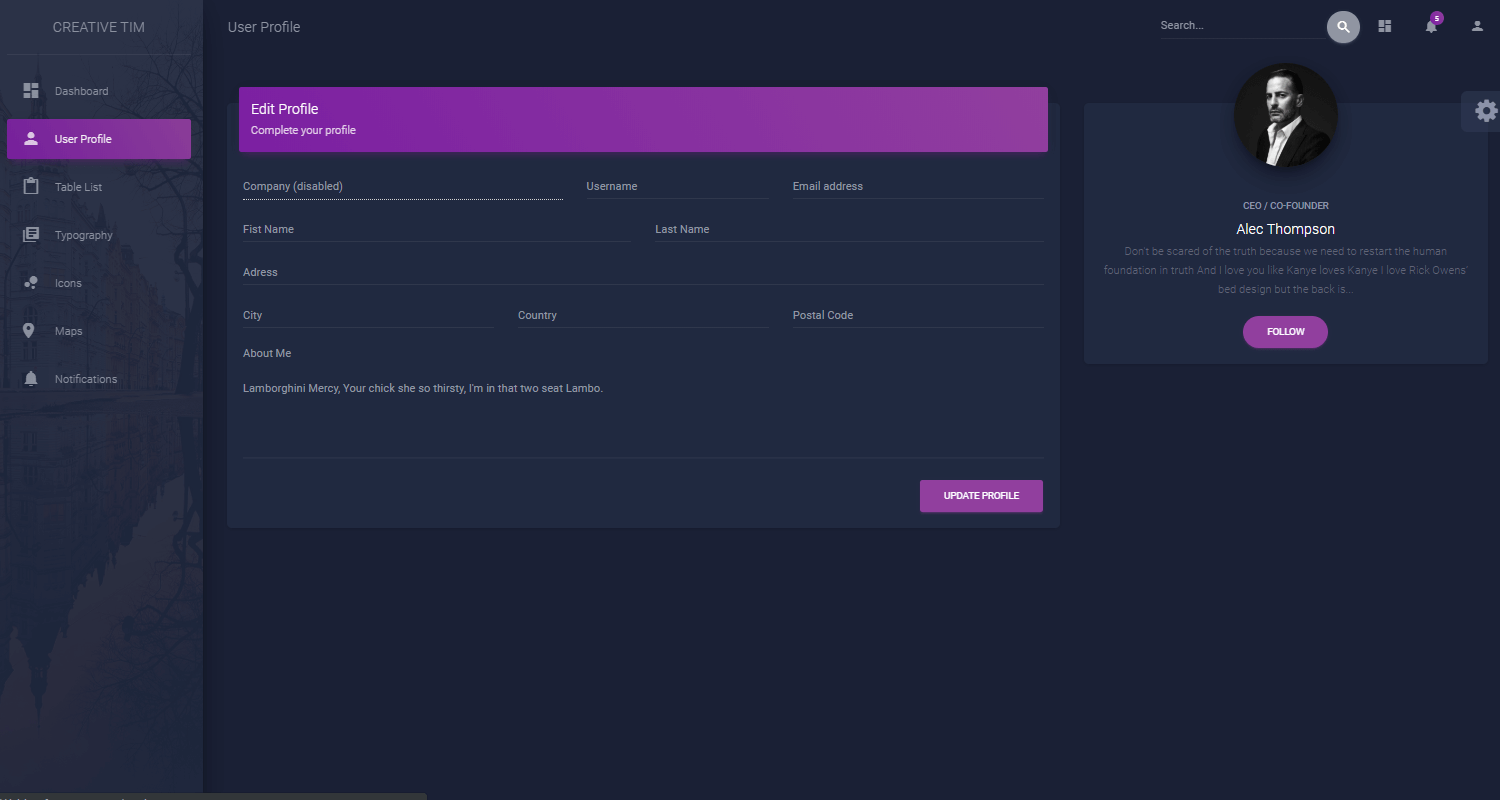 CREATIVE TIM
Dashboard
User Profile
Table List
Typography
Icons
Maps
Notifications
User Profile
Search...
5
Edit Profile
Complete your profile
Company (disabled)
Username
Email address
Fist Name
Last Name
Adress
City
Country
Postal Code
About Me
Lamborghini Mercy, Your chick she so thirsty, I'm in that two seat Lambo.
UPDATE PROFILE
CEO / CO-FOUNDER
Alec Thompson
Don't be scared of the truth because we need to restart the human
foundation in truth And I love you like Kanye loves Kanye I love Rick Owens'
bed design but the back is...
FOLLOW